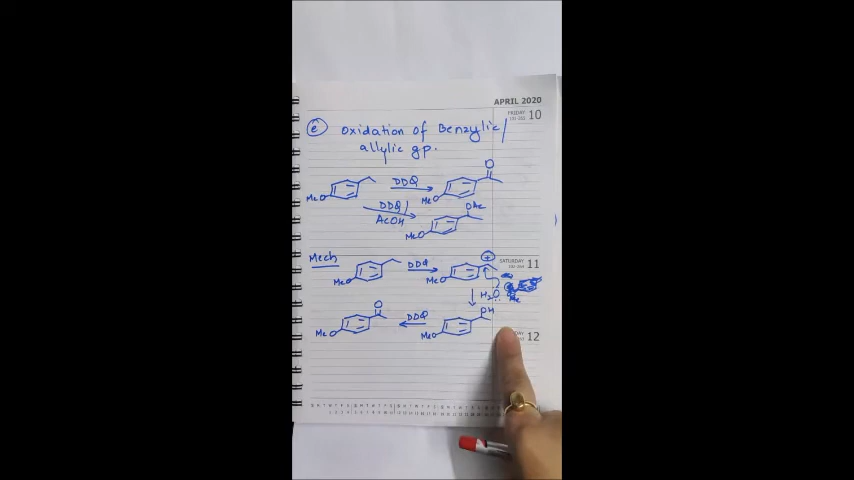 APRIL 2020
FRIDAY 10
e Oxidation of Benzylic/
allylic gp.
O
MeO DDQ MeO
DDQ/
AcOH
OAc
MeO
SATURDAY 11
Mech MeO DDQ MeO +
H2O
OH
O
MeO DDQ MeO
12